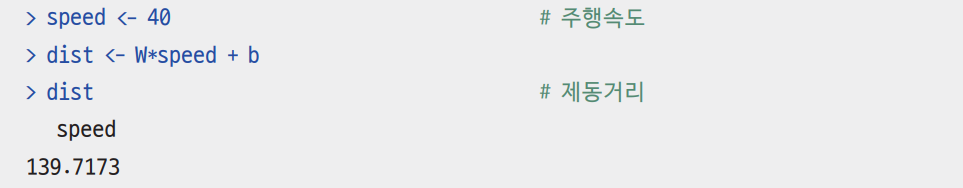 > speed <- 40 # 주행속도
> dist <- W*speed + b
> dist # 제동거리
speed
139.7173